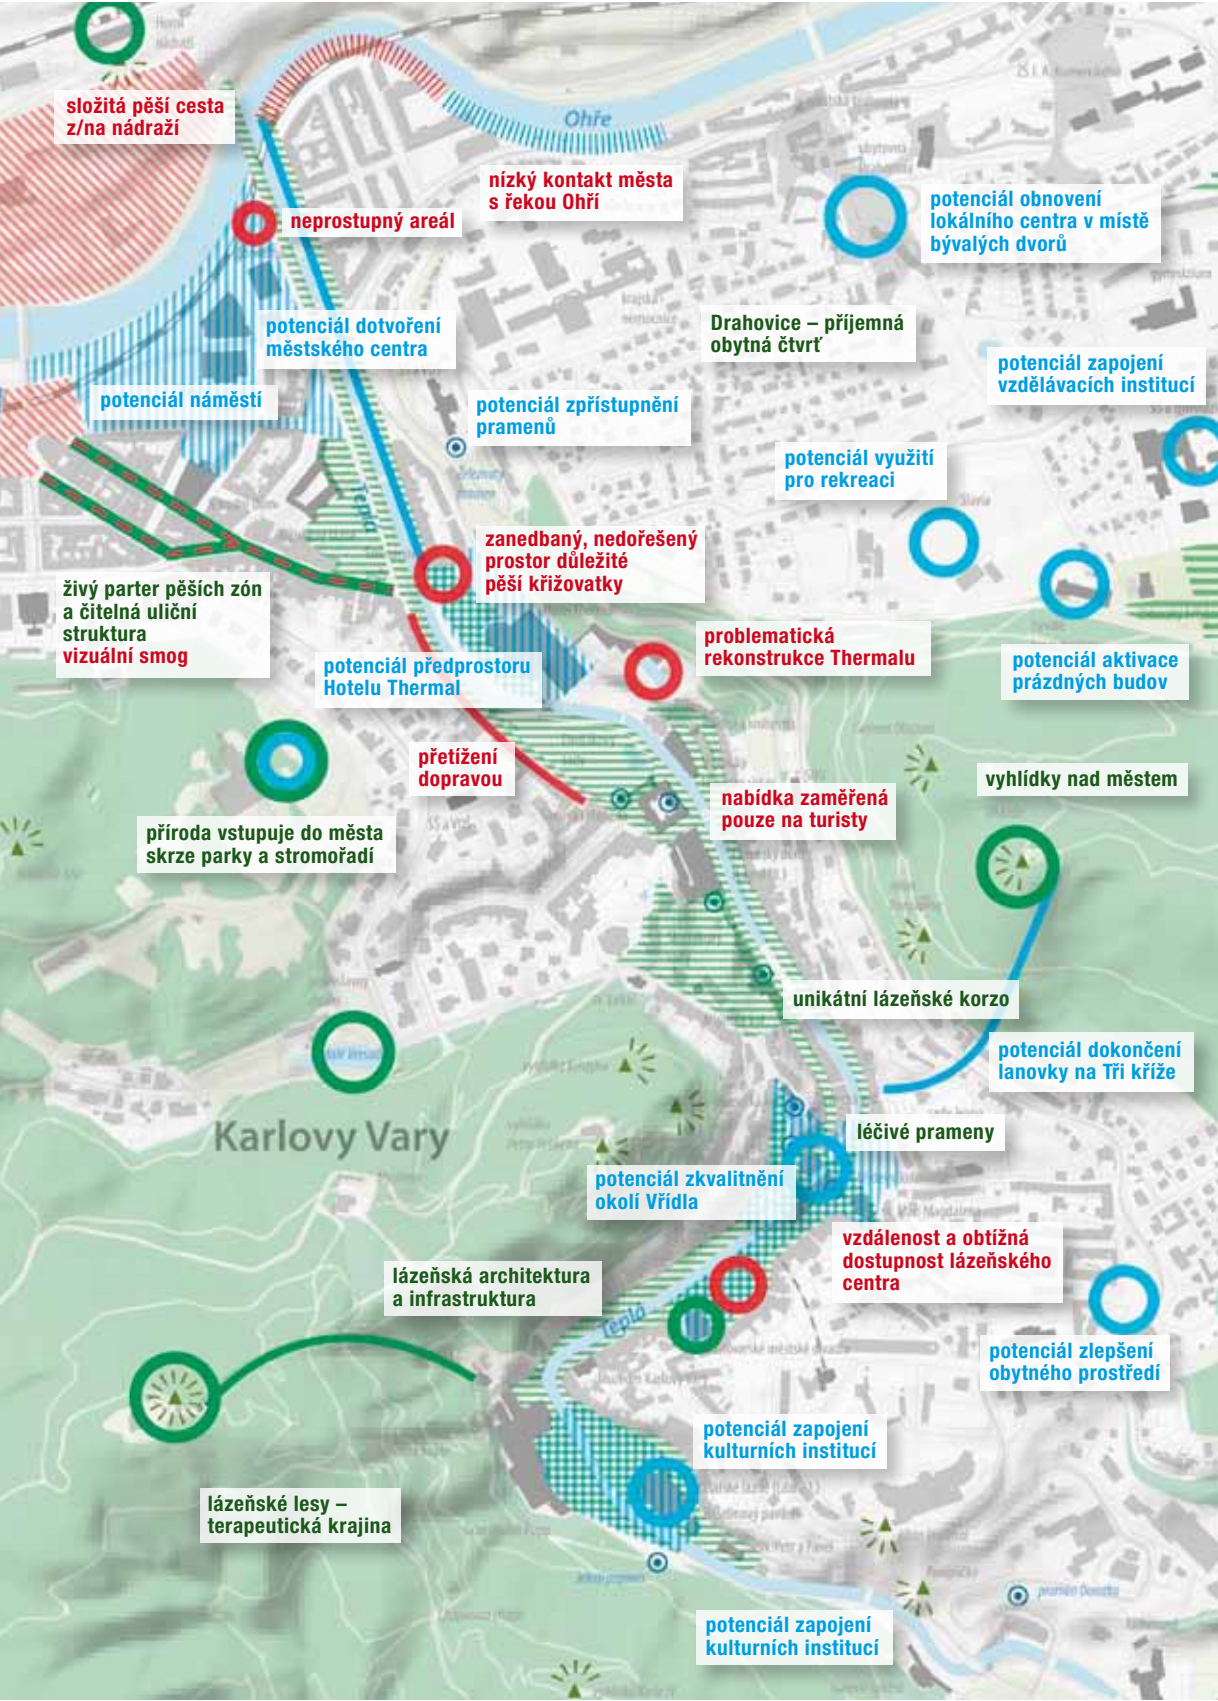 složitá pěší cesta
z/na nádraží
Ohře
nízký kontakt města
s řekou Ohří
neprostupný areál
potenciál obnovení
lokálního centra v místě
bývalých dvorů
krajská
nemocnice
Drahovice – příjemná
obytná čtvrť
potenciál dotvoření
městského centra
potenciál zapojení
vzdělávacích institucí
potenciál náměstí
potenciál zpřístupnění
pramenů
potenciál využití
pro rekreaci
Slavia
Teplá
zanedbaný, nedořešený
prostor důležité
pěší křižovatky
živý parter pěších zón
a čitelná uliční
struktura
vizuální smog
problematická
rekonstrukce Thermalu
potenciál předprostoru
Hotelu Thermal
potenciál aktivace
prázdných budov
přetížení
dopravou
vyhlídky nad městem
nabídka zaměřená
pouze na turisty
příroda vstupuje do města
skrze parky a stromořadí
unikátní lázeňské korzo
potenciál dokončení
lanovky na Tři kříže
Karlovy Vary
léčivé prameny
potenciál zkvalitnění
okolí Vřídla
vzdálenost a obtížná
dostupnost lázeňského
centra
lázeňská architektura
a infrastruktura
Teplá
potenciál zlepšení
obytného prostředí
potenciál zapojení
kulturních institucí
lázeňské lesy –
terapeutická krajina
potenciál zapojení
kulturních institucí